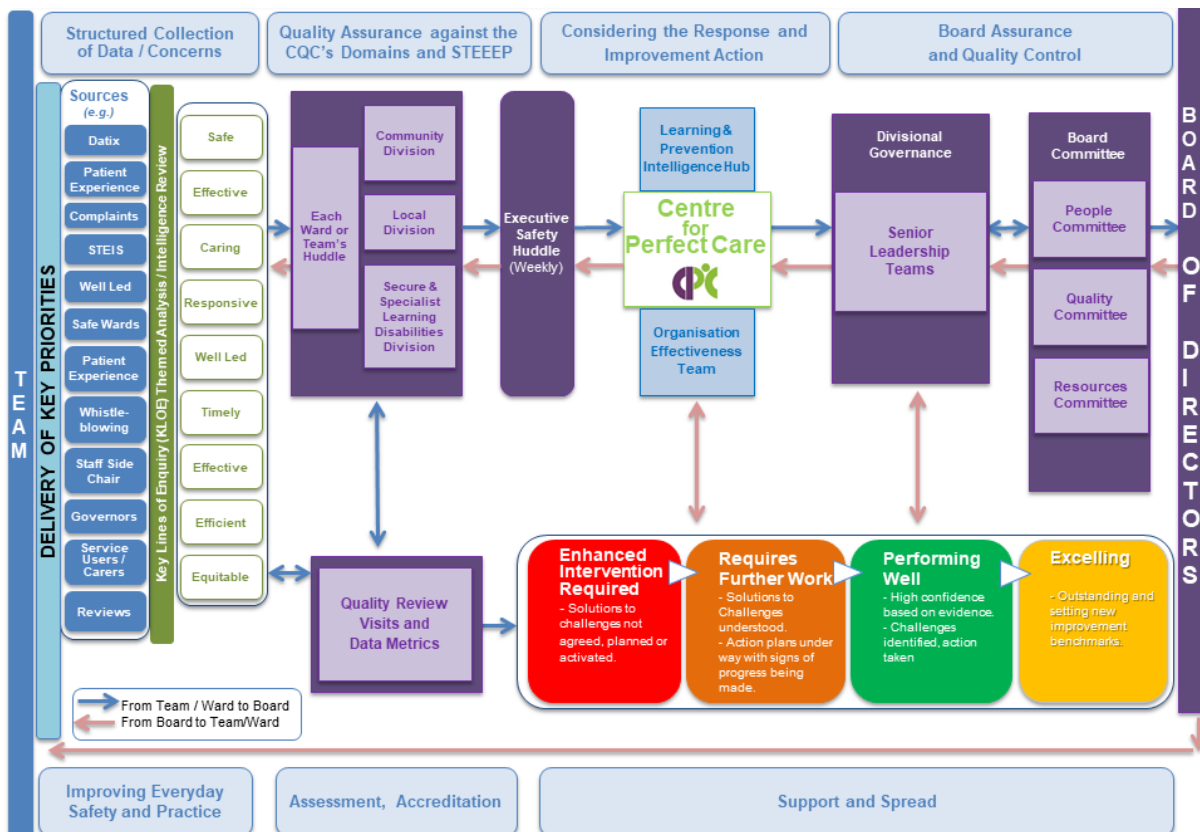 Structured Collection
of Data / Concerns
Quality Assurance against the
CQC's Domains and STEEEP
Considering the Response and
Improvement Action
Board Assurance
and Quality Control
TEAM
DELIVERY OF KEY PRIORITIES
Sources
(e.g.)
Datix
Patient
Experience
Complaints
STEIS
Well Led
Safe Wards
Patient
Experience
Whistle-
blowing
Staff Side
Chair
Governors
Service
Users /
Carers
Reviews
Key Lines of Enquiry (KLOE) Themed Analysis / Intelligence Review
Safe
Effective
Caring
Responsive
Well Led
Timely
Effective
Efficient
Equitable
Each
Ward or
Team's
Huddle
Community
Division
Local
Division
Secure &
Specialist
Learning
Disabilities
Division
Executive
Safety
Huddle
(Weekly)
Learning &
Prevention
Intelligence Hub
Centre
for
Perfect Care
CPC
Organisation
Effectiveness
Team
Divisional
Governance
Senior
Leadership
Teams
Board
Committee
People
Committee
Quality
Committee
Resources
Committee
BOARD OF DIRECTORS
Quality Review
Visits and
Data Metrics
Enhanced
Intervention
Required
- Solutions to
challenges not
agreed, planned or
activated.
Requires
Further Work
- Solutions to
Challenges
understood.
- Action plans under
way with signs of
progress being
made.
Performing
Well
- High confidence
based on evidence.
- Challenges
identified, action
taken
Excelling
- Outstanding and
setting new
improvement
benchmarks.
From Team / Ward to Board
From Board to Team/Ward
Improving Everyday
Safety and Practice
Assessment, Accreditation
Support and Spread